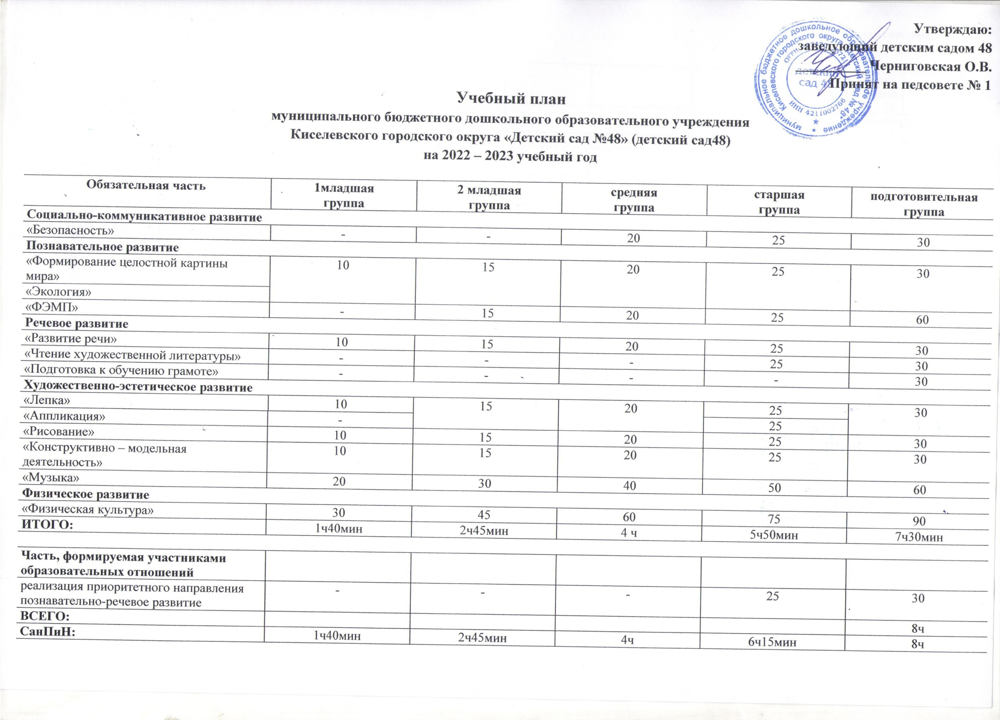 Утверждаю:
заведующий детским садом 48
Черниговская О.В.
Принят на педсовете № 1
муниципальное бюджетное дошкольное образовательное учреждение
Киселевского городского округа "Детский сад № 48"
ОГРН
ИНН 4211002766
детский
сад 48
Учебный план
муниципального бюджетного дошкольного образовательного учреждения
Киселевского городского округа «Детский сад №48» (детский сад48)
на 2022 – 2023 учебный год
Обязательная часть 1младшая группа 2 младшая группа средняя группа старшая группа подготовительная группа
Социально-коммуникативное развитие
«Безопасность» - - 20 25 30
Познавательное развитие
«Формирование целостной картины 10 15 20 25 30
мира»
«Экология»
«ФЭМП» - 15 20 25 60
Речевое развитие
«Развитие речи» 10 15 20 25 30
«Чтение художественной литературы» - - - 25 30
«Подготовка к обучению грамоте» - - - - 30
Художественно-эстетическое развитие
«Лепка» 10 15 20 25 30
«Аппликация» - 25
«Рисование» 10 15 20 25 30
«Конструктивно – модельная 10 15 20 25 30
деятельность»
«Музыка» 20 30 40 50 60
Физическое развитие
«Физическая культура» 30 45 60 75 90
ИТОГО: 1ч40мин 2ч45мин 4 ч 5ч50мин 7ч30мин
Часть, формируемая участниками
образовательных отношений
реализация приоритетного направления - - - 25 30
познавательно-речевое развитие
ВСЕГО: 8ч
СанПиН: 1ч40мин 2ч45мин 4ч 6ч15мин 8ч